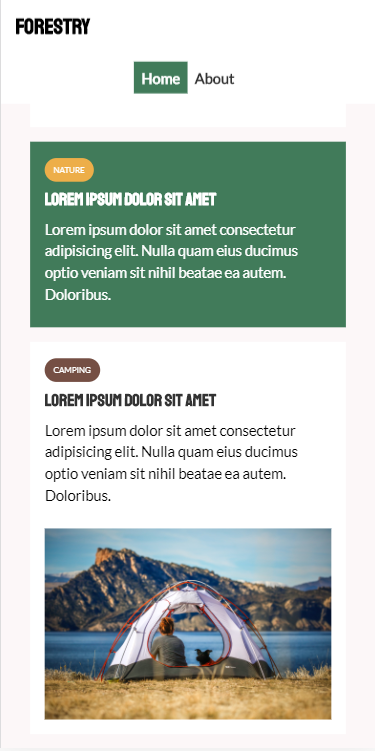 FORESTRY
Home About
NATURE
LOREM IPSUM DOLOR SIT AMET
Lorem ipsum dolor sit amet consectetur
adipisicing elit. Nulla quam eius ducimus
optio veniam sit nihil beatae ea autem.
Doloribus.
CAMPING
LOREM IPSUM DOLOR SIT AMET
Lorem ipsum dolor sit amet consectetur
adipisicing elit. Nulla quam eius ducimus
optio veniam sit nihil beatae ea autem.
Doloribus.